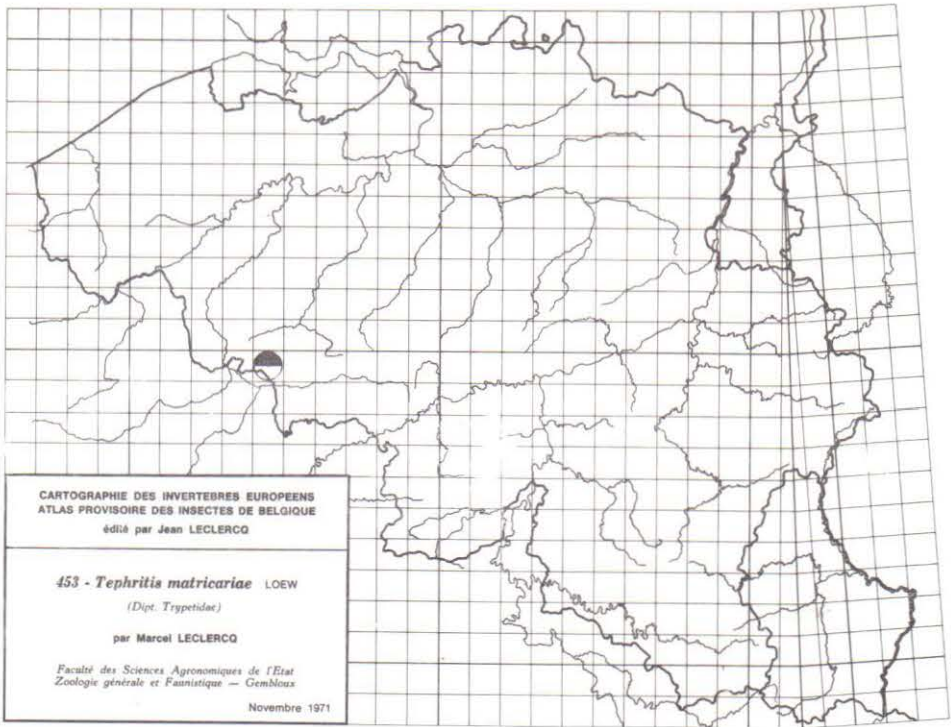 CARTOGRAPHIE DES INVERTEBRES EUROPEENS
ATLAS PROVISOIRE DES INSECTES DE BELGIQUE
édité par Jean LECLERCQ
453 - Tephritis matricariae LOEW
(Dipt. Trypetidae)
par Marcel LECLERCQ
Faculté des Sciences Agronomiques de l'Etat
Zoologie générale et Faunistique — Gembloux
Novembre 1971